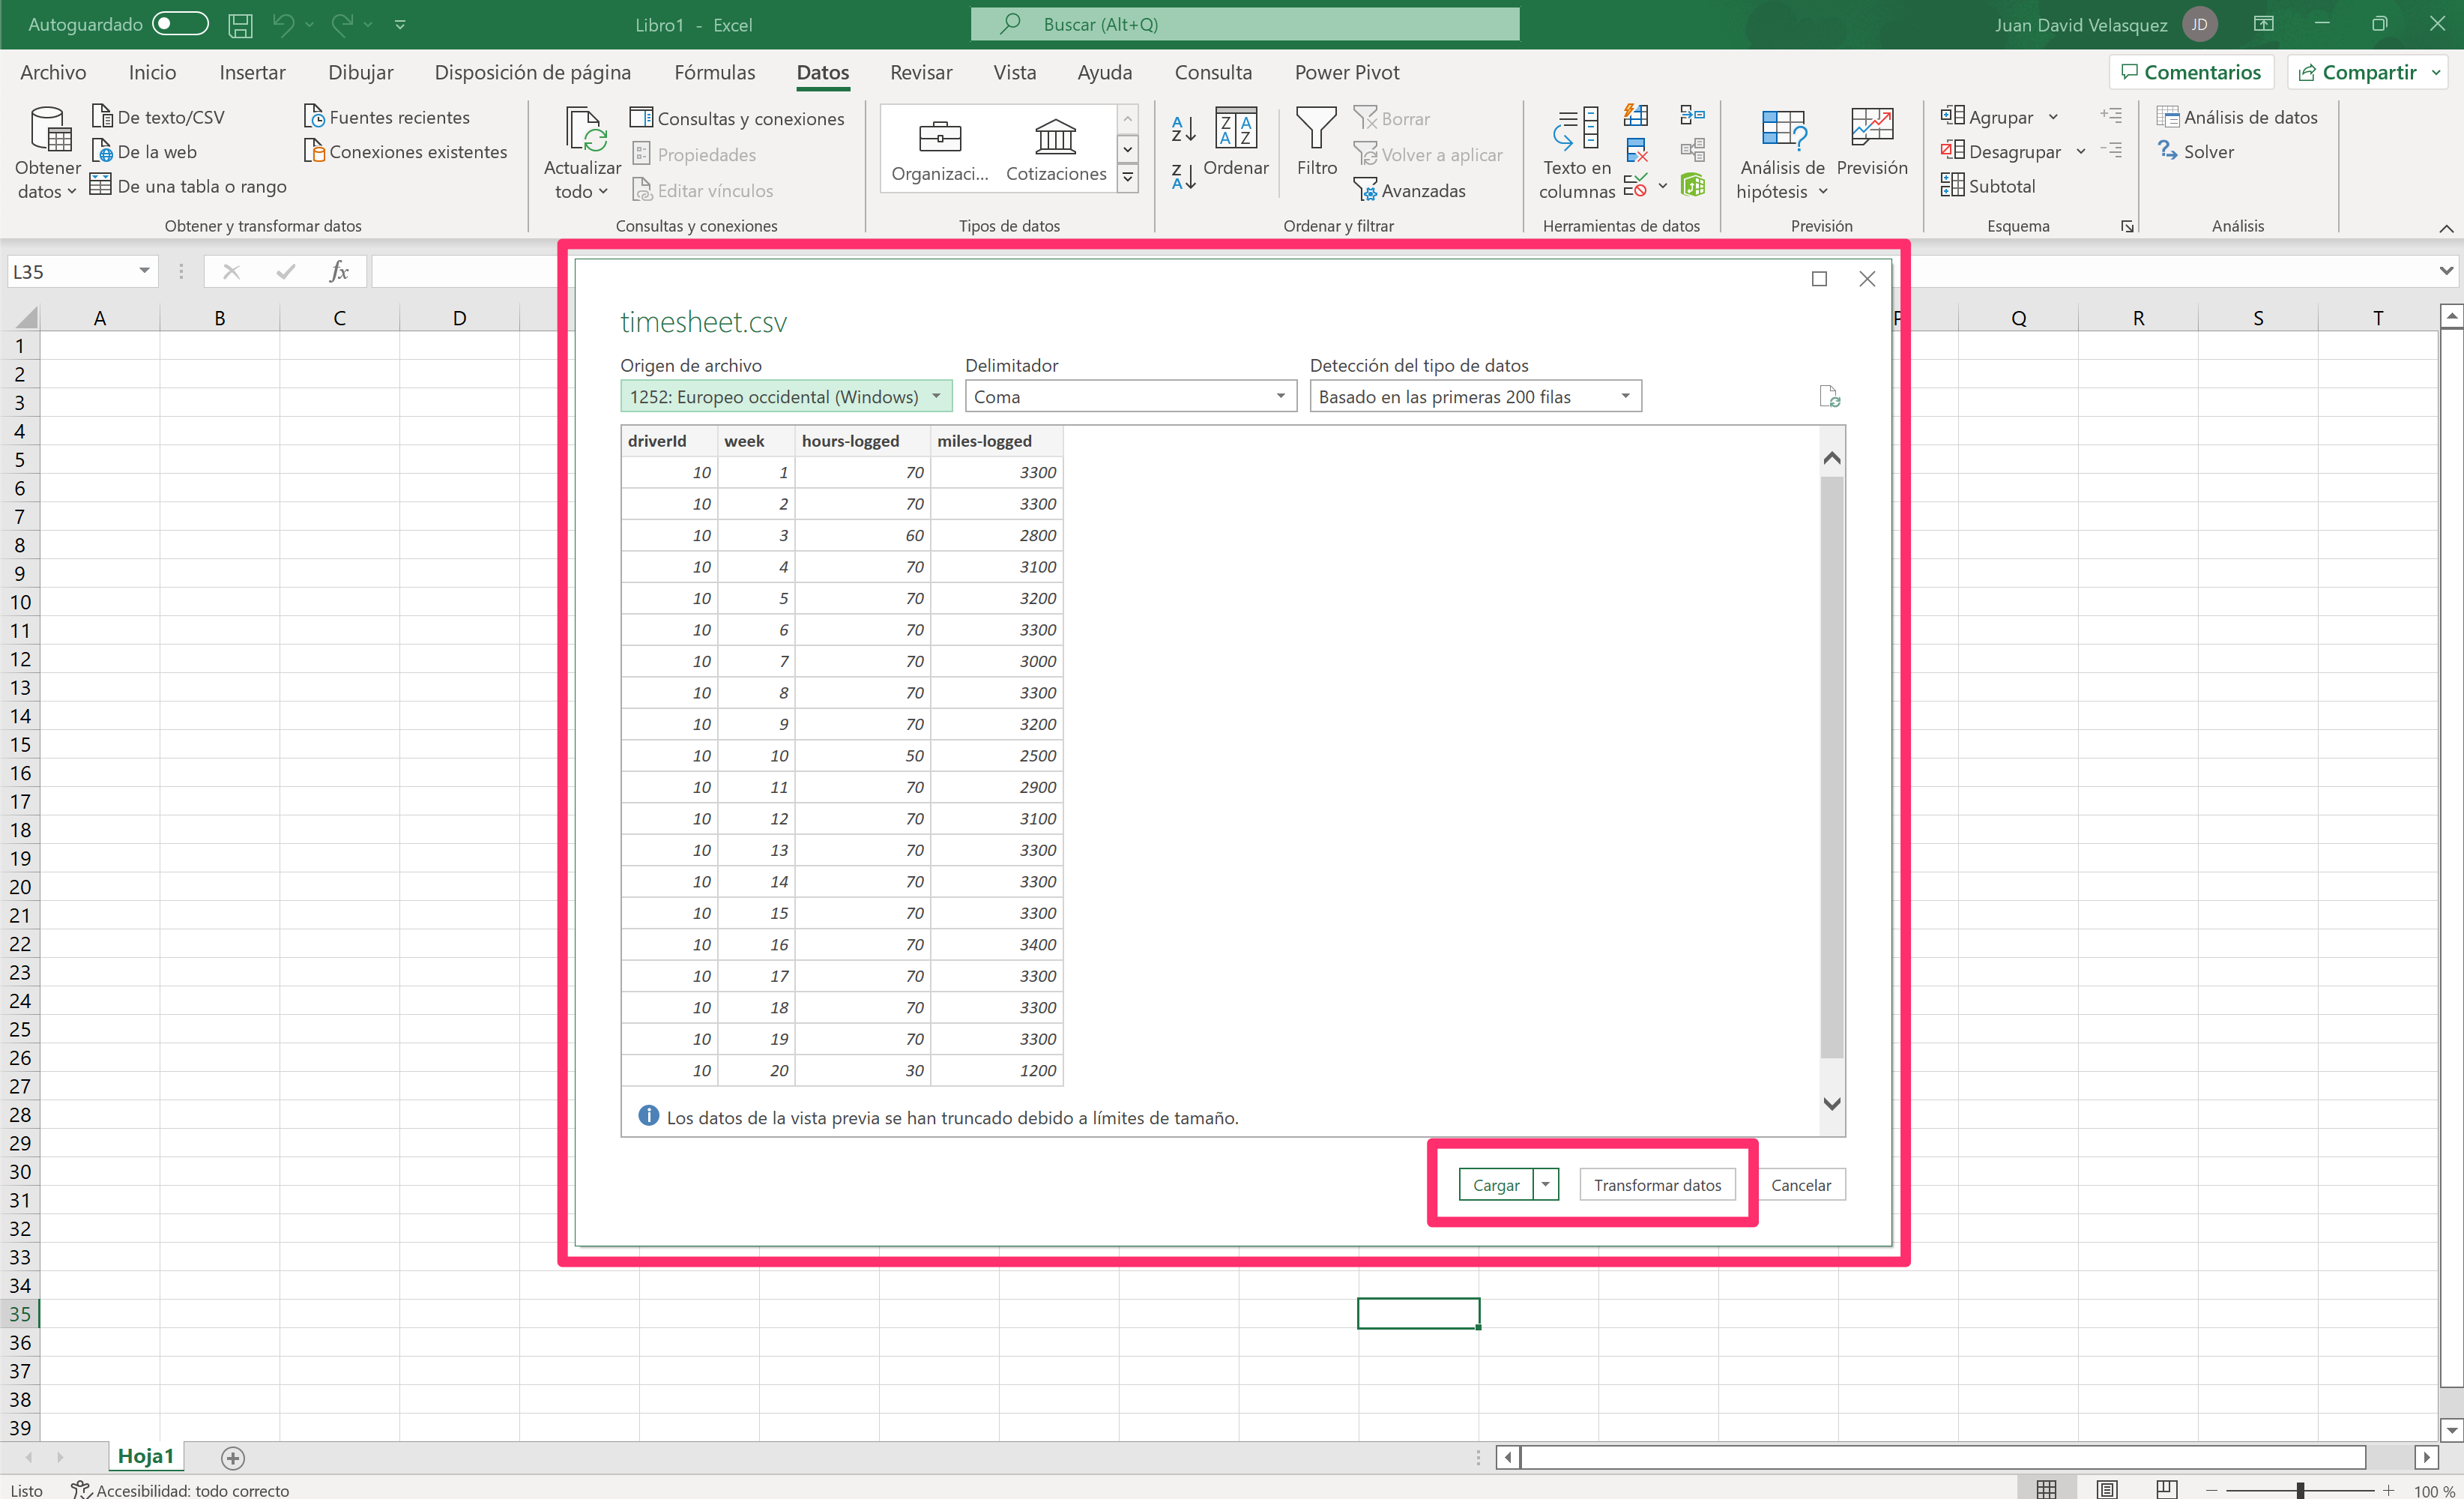 Autoguardado
Libro1 - Excel
Buscar (Alt+Q)
Juan David Velasquez JD
Archivo Inicio Insertar Dibujar Disposición de página Fórmulas Datos Revisar Vista Ayuda Consulta Power Pivot
Comentarios Compartir
Obtener datos
De texto/CSV
De la web
De una tabla o rango
Fuentes recientes
Conexiones existentes
Obtener y transformar datos
Actualizar todo
Consultas y conexiones
Propiedades
Editar vínculos
Consultas y conexiones
Organizaci... Cotizaciones
Tipos de datos
Ordenar
Filtro
Borrar
Volver a aplicar
Avanzadas
Ordenar y filtrar
Texto en columnas
Herramientas de datos
Análisis de hipótesis
Previsión
Previsión
Agrupar
Desagrupar
Subtotal
Esquema
Análisis de datos
Solver
Análisis
L35
fx
A B C D P Q R S T
timesheet.csv
Origen de archivo Delimitador Detección del tipo de datos
1252: Europeo occidental (Windows) Coma Basado en las primeras 200 filas
driverId week hours-logged miles-logged
10 1 70 3300
10 2 70 3300
10 3 60 2800
10 4 70 3100
10 5 70 3200
10 6 70 3300
10 7 70 3000
10 8 70 3300
10 9 70 3200
10 10 50 2500
10 11 70 2900
10 12 70 3100
10 13 70 3300
10 14 70 3300
10 15 70 3300
10 16 70 3400
10 17 70 3300
10 18 70 3300
10 19 70 3300
10 20 30 1200
Los datos de la vista previa se han truncado debido a límites de tamaño.
Cargar Transformar datos Cancelar
1
2
3
4
5
6
7
8
9
10
11
12
13
14
15
16
17
18
19
20
21
22
23
24
25
26
27
28
29
30
31
32
33
34
35
36
37
38
39
Hoja1
Listo Accesibilidad: todo correcto 100 %